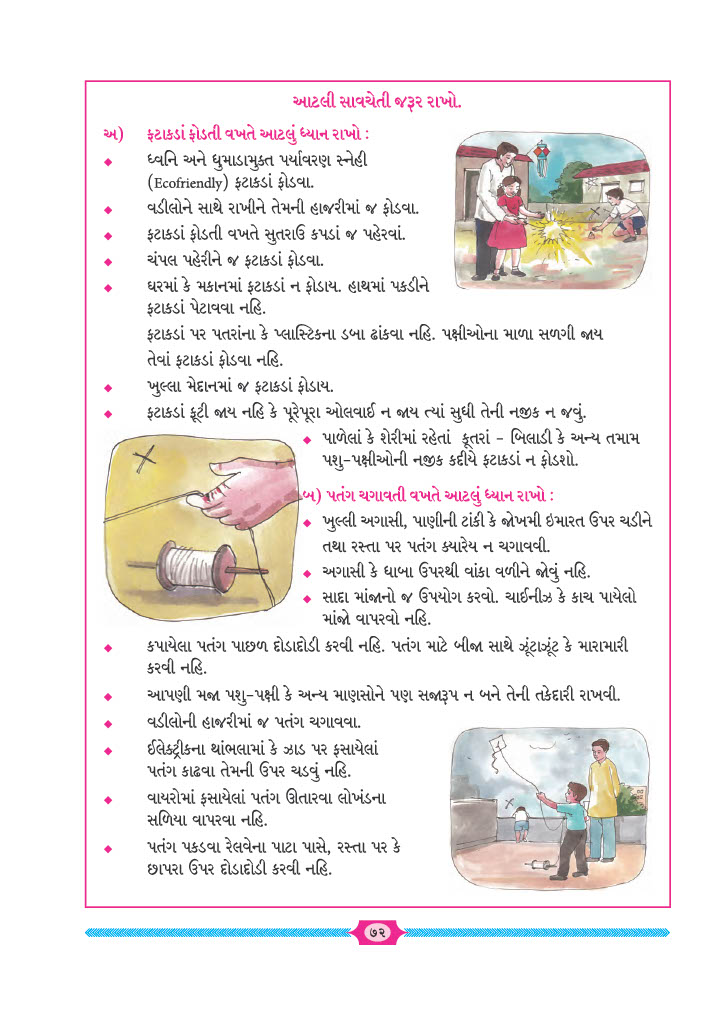 આટલી સાવચેતી જરૂર રાખો.
અ) ફટાકડાં ફોડતી વખતે આટલું ધ્યાન રાખો :
ધ્વનિ અને ધુમાડામુક્ત પર્યાવરણ સ્નેહી
(Ecofriendly) ફટાકડાં ફોડવા.
વડીલોને સાથે રાખીને તેમની હાજરીમાં જ ફોડવા.
ફટાકડાં ફોડતી વખતે સુતરાઉ કપડાં જ પહેરવાં.
ચંપલ પહેરીને જ ફટાકડાં ફોડવા.
ઘરમાં કે મકાનમાં ફટાકડાં ન ફોડાય. હાથમાં પકડીને
ફટાકડાં પેટાવવા નહિ.
ફટાકડાં પર પતરાંના કે પ્લાસ્ટિકના ડબા ઢાંકવા નહિ. પક્ષીઓના માળા સળગી જાય
તેવાં ફટાકડાં ફોડવા નહિ.
ખુલ્લા મેદાનમાં જ ફટાકડાં ફોડાય.
ફટાકડાં ફૂટી જાય નહિ કે પૂરેપૂરા ઓલવાઈ ન જાય ત્યાં સુધી તેની નજીક ન જવું.
પાળેલાં કે શેરીમાં રહેતાં કૂતરાં - બિલાડી કે અન્ય તમામ
પશુ-પક્ષીઓની નજીક કદીયે ફટાકડાં ન ફોડશો.
બ) પતંગ ચગાવતી વખતે આટલું ધ્યાન રાખો :
ખુલ્લી અગાસી, પાણીની ટાંકી કે જોખમી ઇમારત ઉપર ચડીને
તથા રસ્તા પર પતંગ ક્યારેય ન ચગાવવી.
અગાસી કે ધાબા ઉપરથી વાંકા વળીને જોવું નહિ.
સાદા માંજાનો જ ઉપયોગ કરવો. ચાઈનીઝ કે કાચ પાયેલો
માંજો વાપરવો નહિ.
કપાયેલા પતંગ પાછળ દોડાદોડી કરવી નહિ. પતંગ માટે બીજા સાથે ઝૂંટાઝૂંટ કે મારામારી
કરવી નહિ.
આપણી મજા પશુ-પક્ષી કે અન્ય માણસોને પણ સજારૂપ ન બને તેની તકેદારી રાખવી.
વડીલોની હાજરીમાં જ પતંગ ચગાવવા.
ઈલેક્ટ્રીકના થાંભલામાં કે ઝાડ પર ફસાયેલાં
પતંગ કાઢવા તેમની ઉપર ચડવું નહિ.
વાયરોમાં ફસાયેલાં પતંગ ઊતારવા લોખંડના
સળિયા વાપરવા નહિ.
પતંગ પકડવા રેલવેના પાટા પાસે, રસ્તા પર કે
છાપરા ઉપર દોડાદોડી કરવી નહિ.
૭૨